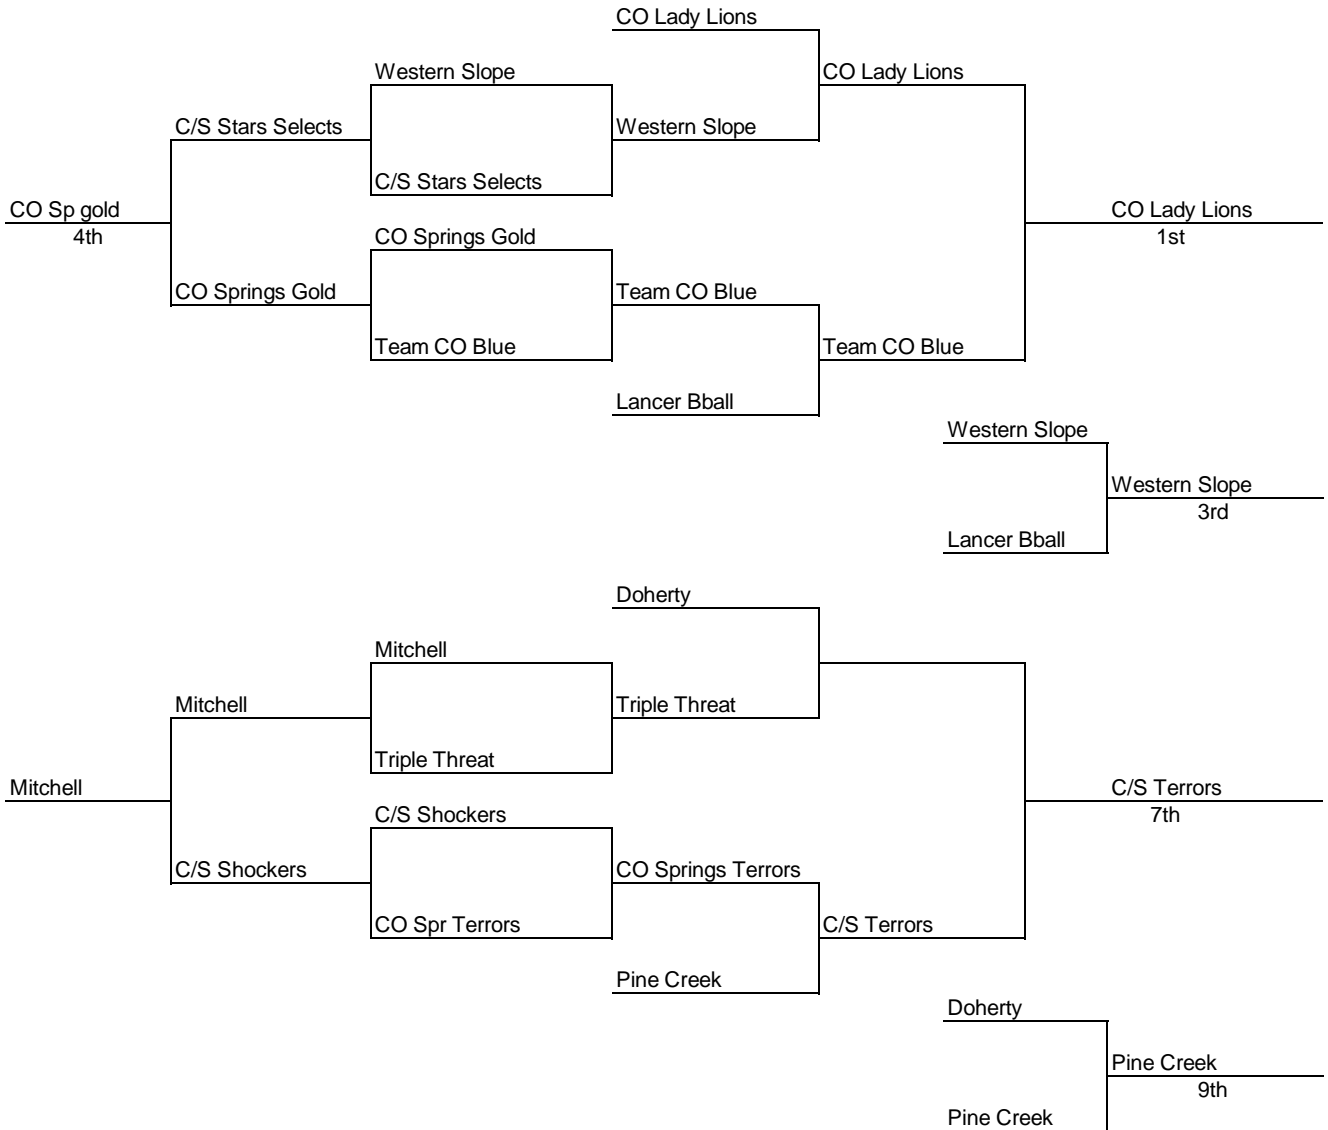 CO Lady Lions
Western Slope
CO Lady Lions
C/S Stars Selects
Western Slope
C/S Stars Selects
CO Sp gold
CO Lady Lions
4th
1st
CO Springs Gold
CO Springs Gold
Team CO Blue
Team CO Blue
Team CO Blue
Lancer Bball
Western Slope
Western Slope
3rd
Lancer Bball
Doherty
Mitchell
Mitchell
Triple Threat
Triple Threat
Mitchell
C/S Terrors
7th
C/S Shockers
C/S Shockers
CO Springs Terrors
CO Spr Terrors
C/S Terrors
Pine Creek
Doherty
Pine Creek
9th
Pine Creek